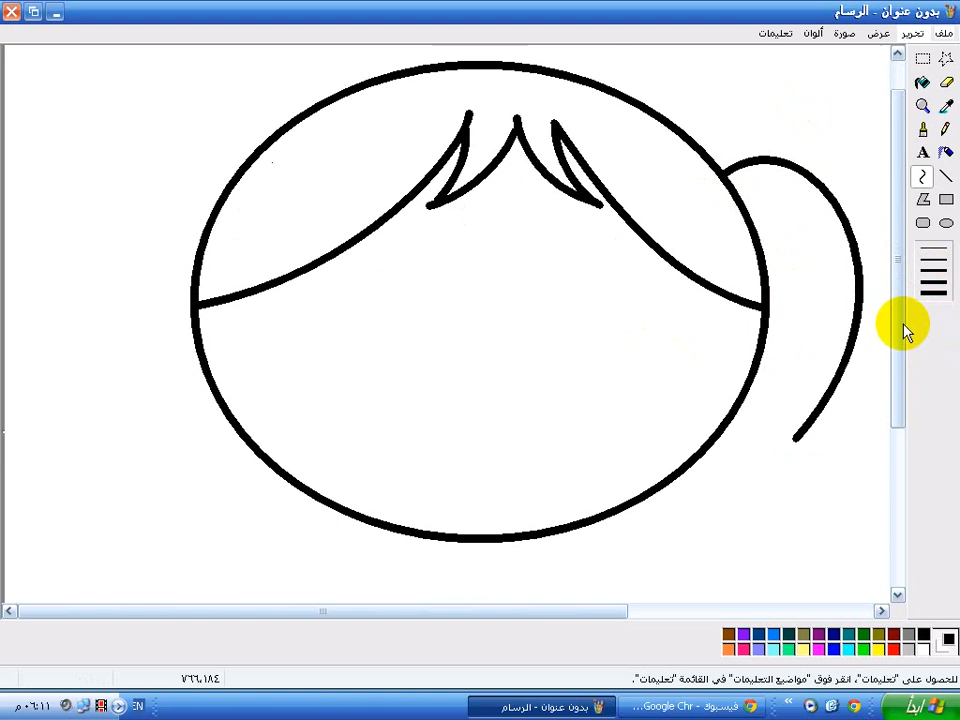 بدون عنوان - الرسام
ملف تحرير عرض صورة ألوان تعليمات
A
للحصول على "تعليمات"، انقر فوق "مواضيع التعليمات" في القائمة "تعليمات".
٧٦٦،١٨٤
ابدأ
فيسبوك - Google Chr...
بدون عنوان - الرسام
EN
٠٦:١١ م